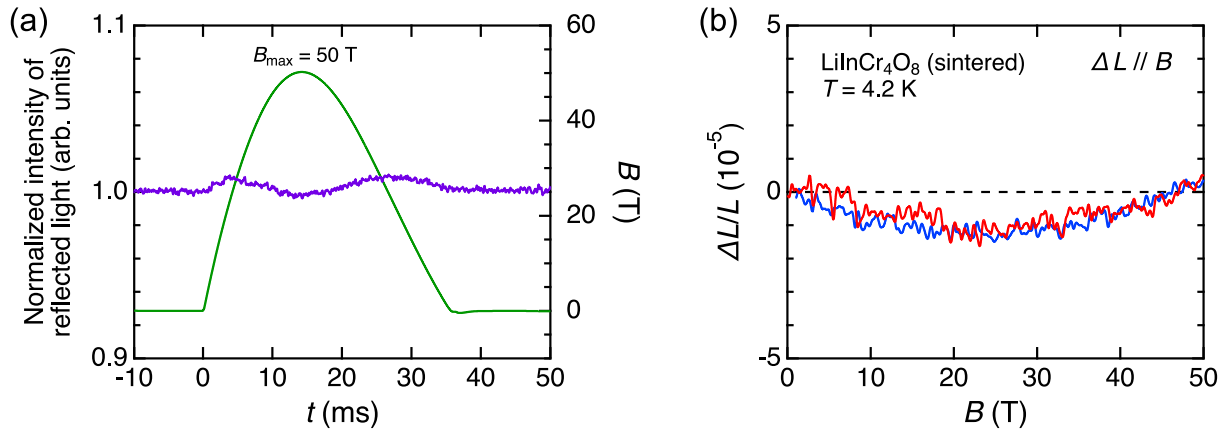 (a)
Normalized intensity of
reflected light (arb. units)
1.1
1.0
0.9
B_max = 50 T
60
40
20
0
B (T)
-10 0 10 20 30 40 50
t (ms)
(b)
ΔL/L (10⁻⁵)
5
0
-5
LiInCr₄O₈ (sintered)
T = 4.2 K
ΔL // B
0 10 20 30 40 50
B (T)